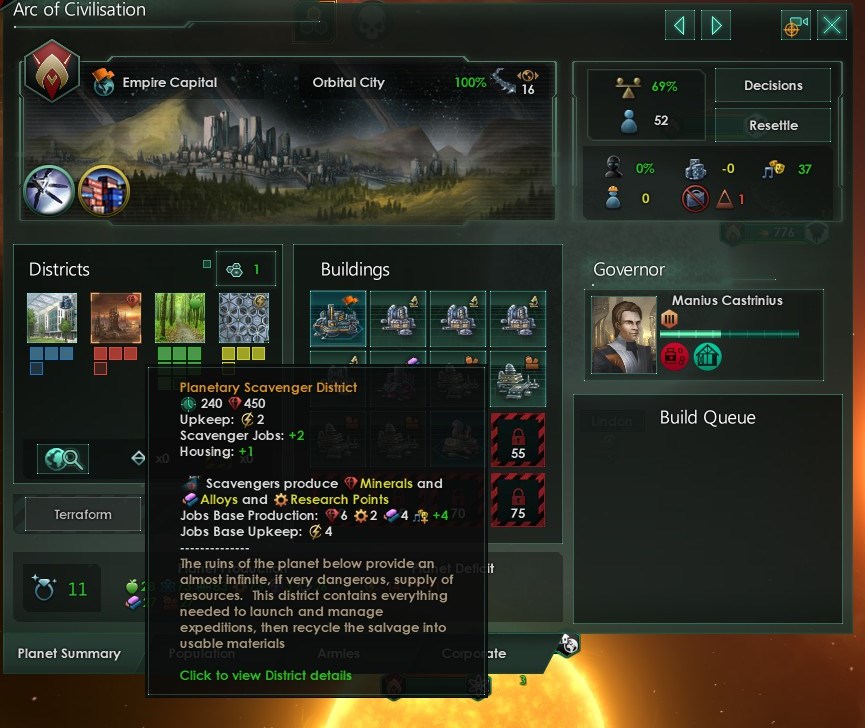 Arc of Civilisation
Empire Capital
Orbital City
100%
16
69%
52
Decisions
Resettle
0%
-0
37
0
1
776
Districts
1
Buildings
Governor
Manius Castrinius
Planetary Scavenger District
240 450
Upkeep: 2
Scavenger Jobs: +2
Housing: +1
Scavengers produce Minerals and
Alloys and Research Points
Jobs Base Production: 6 2 4 +4
Jobs Base Upkeep: 4
--------------
The ruins of the planet below provide an
almost infinite, if very dangerous, supply of
resources. This district contains everything
needed to launch and manage
expeditions, then recycle the salvage into
usable materials
Click to view District details
55
70
75
x0
Build Queue
Terraform
11
Planet Deficit
Planet Summary
Population
Armies
Corporate
3